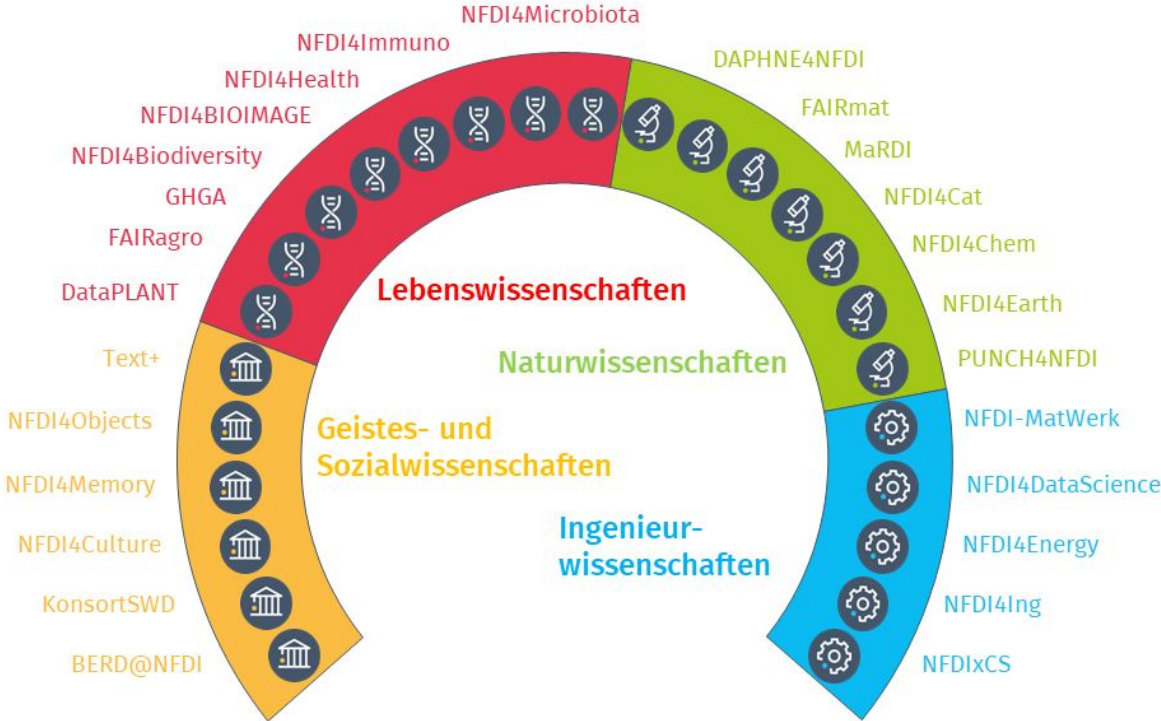 NFDI4Microbiota
NFDI4Immuno
NFDI4Health
NFDI4BIOIMAGE
NFDI4Biodiversity
GHGA
FAIRagro
DataPLANT
Text+
NFDI4Objects
NFDI4Memory
NFDI4Culture
KonsortSWD
BERD@NFDI
DAPHNE4NFDI
FAIRmat
MaRDI
NFDI4Cat
NFDI4Chem
NFDI4Earth
PUNCH4NFDI
NFDI-MatWerk
NFDI4DataScience
NFDI4Energy
NFDI4Ing
NFDIxCS
Lebenswissenschaften
Naturwissenschaften
Geistes- und
Sozialwissenschaften
Ingenieur-
wissenschaften